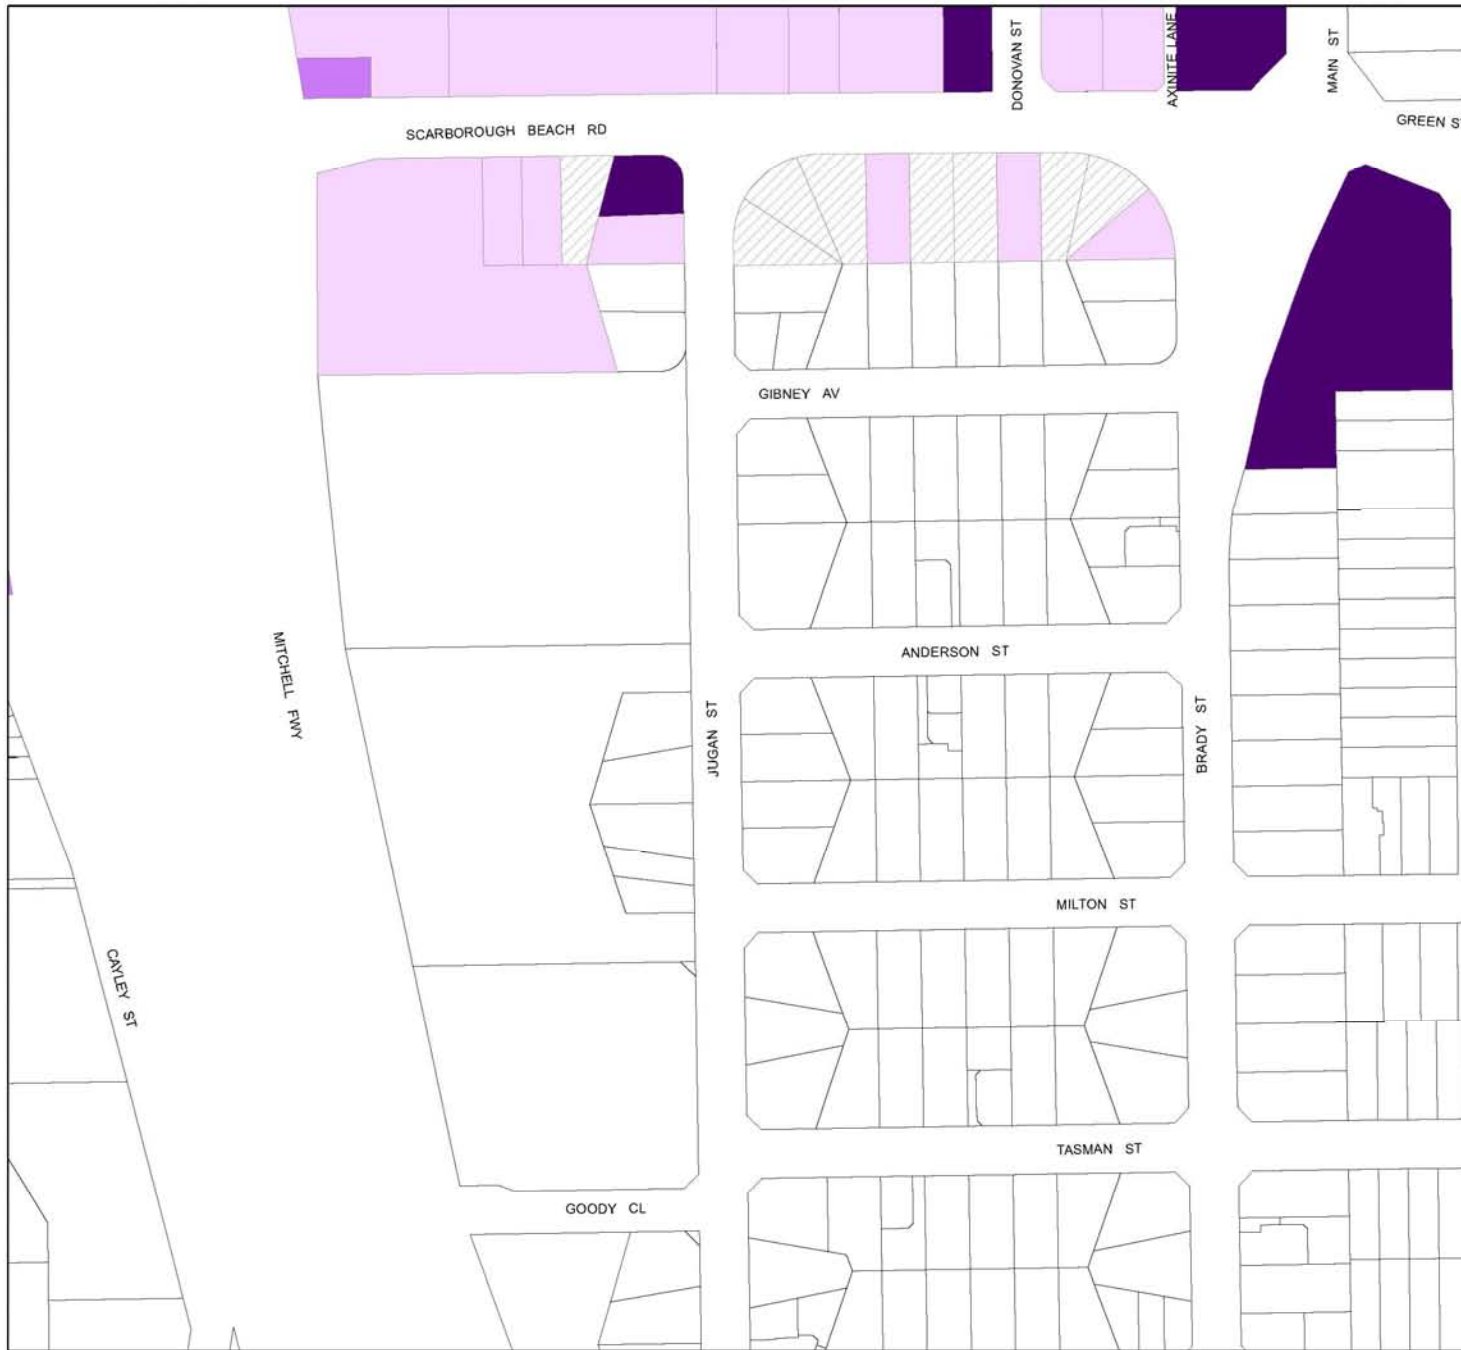 DONOVAN ST
AXINITE LANE
MAIN ST
GREEN S
SCARBOROUGH BEACH RD
GIBNEY AV
ANDERSON ST
MITCHELL FWY
JUGAN ST
BRADY ST
MILTON ST
CAYLEY ST
TASMAN ST
GOODY CL